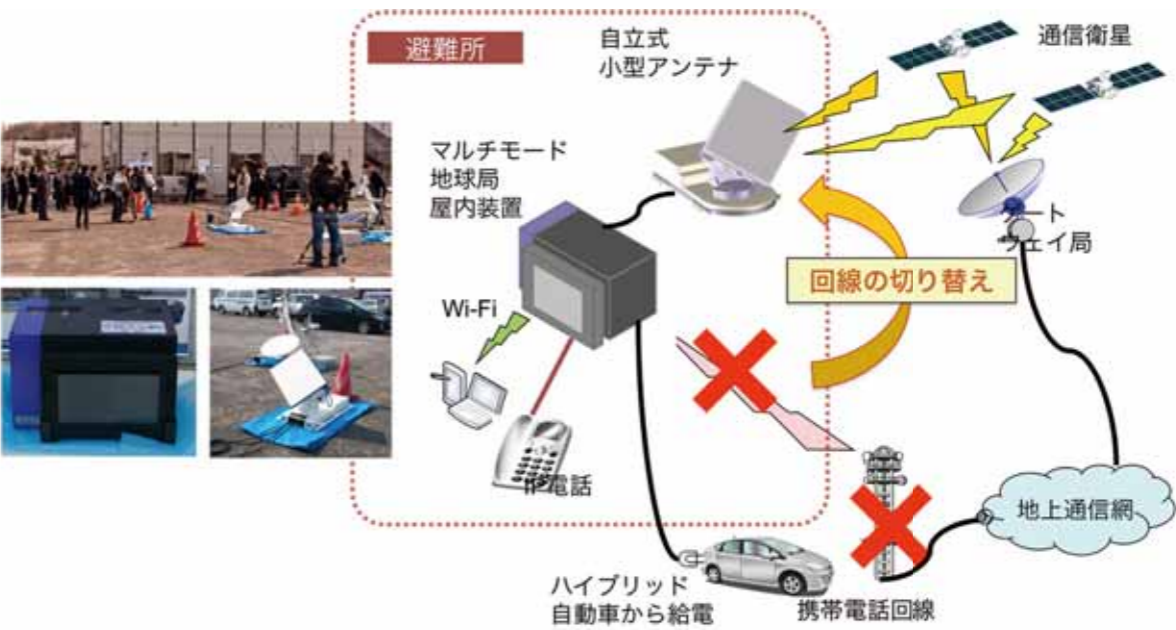 避難所
自立式
小型アンテナ
通信衛星
マルチモード
地球局
屋内装置
ゲート
ウェイ局
回線の切り替え
Wi-Fi
IP電話
地上通信網
ハイブリッド
自動車から給電
携帯電話回線